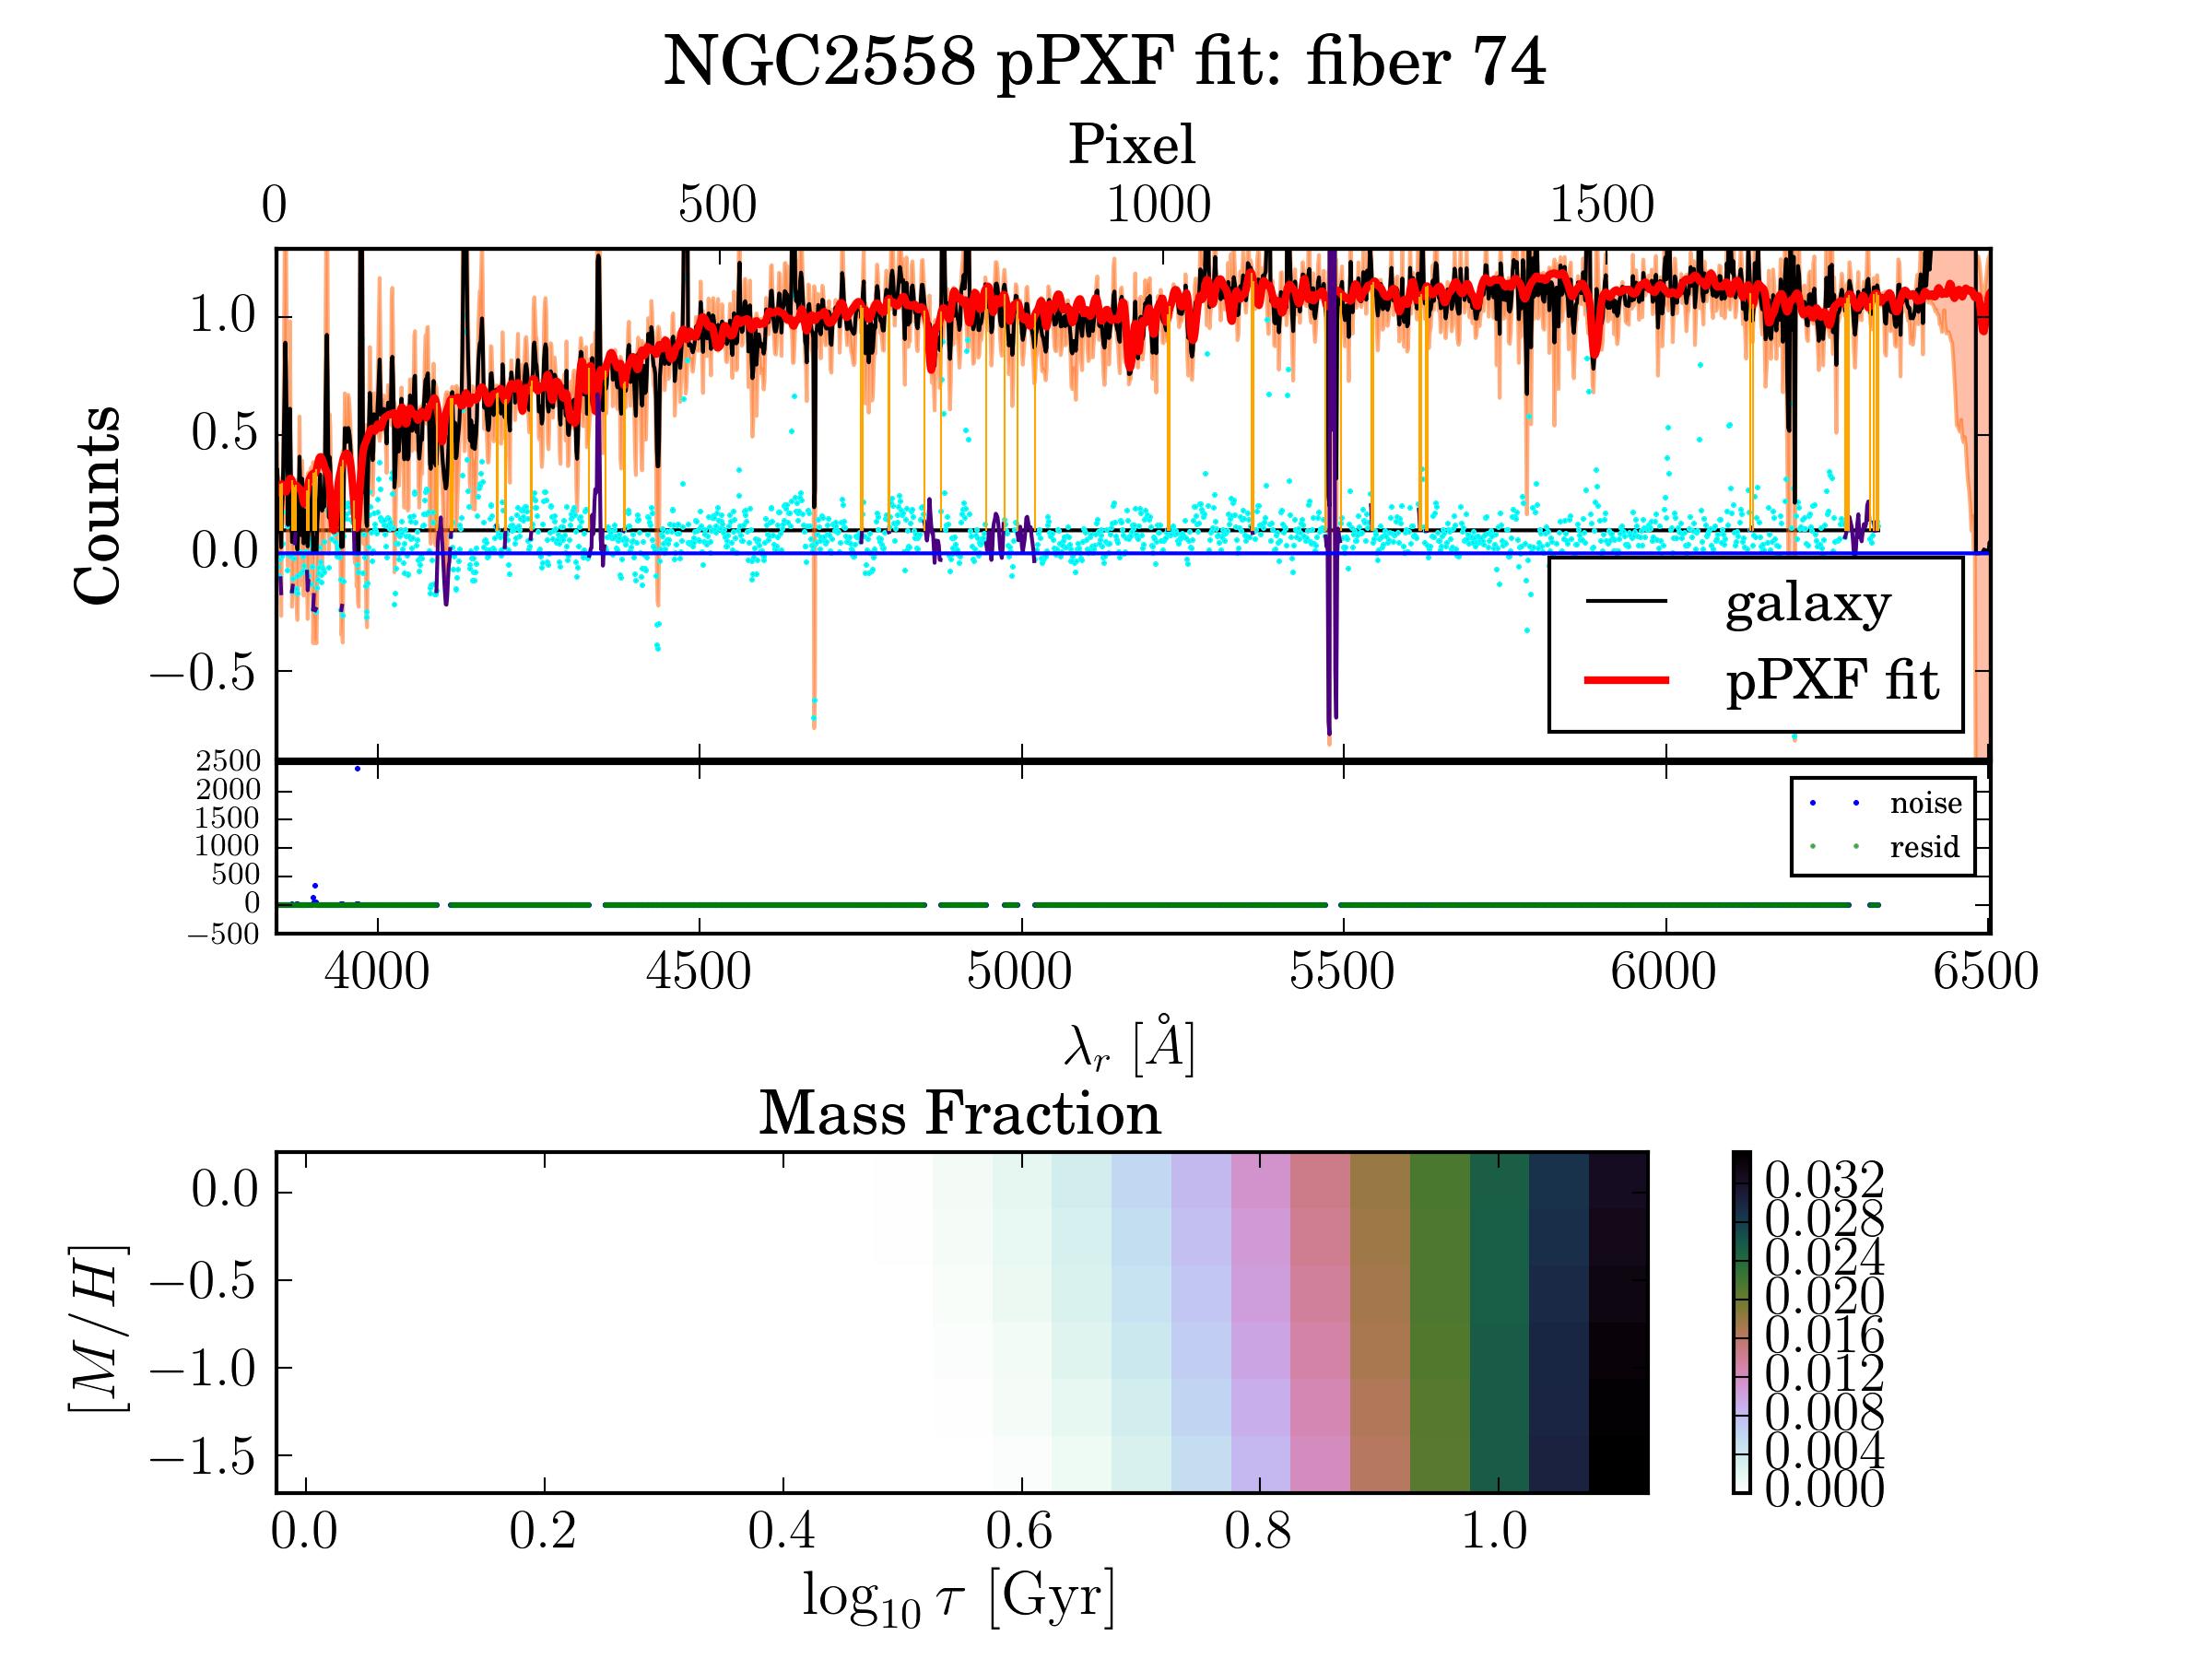 NGC2558 pPXF fit: fiber 74
Pixel
0 500 1000 1500
1.0
0.5
0.0
−0.5
Counts
galaxy
pPXF fit
2500
2000
1500
1000
500
0
−500
noise
resid
4000 4500 5000 5500 6000 6500
λr [Å]
Mass Fraction
0.0
−0.5
−1.0
−1.5
[M/H]
0.0 0.2 0.4 0.6 0.8 1.0
log10 τ [Gyr]
0.032
0.028
0.024
0.020
0.016
0.012
0.008
0.004
0.000